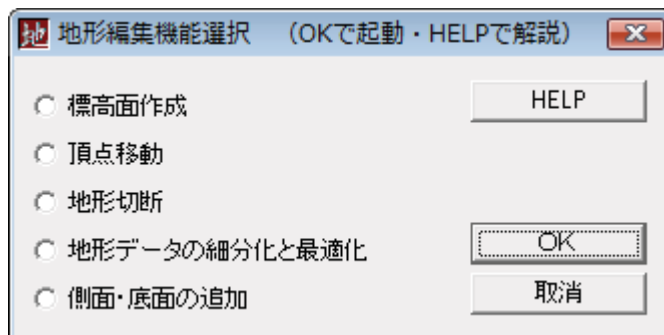 地 地形編集機能選択 （OKで起動・HELPで解説）
標高面作成
HELP
頂点移動
地形切断
地形データの細分化と最適化
OK
側面・底面の追加
取消